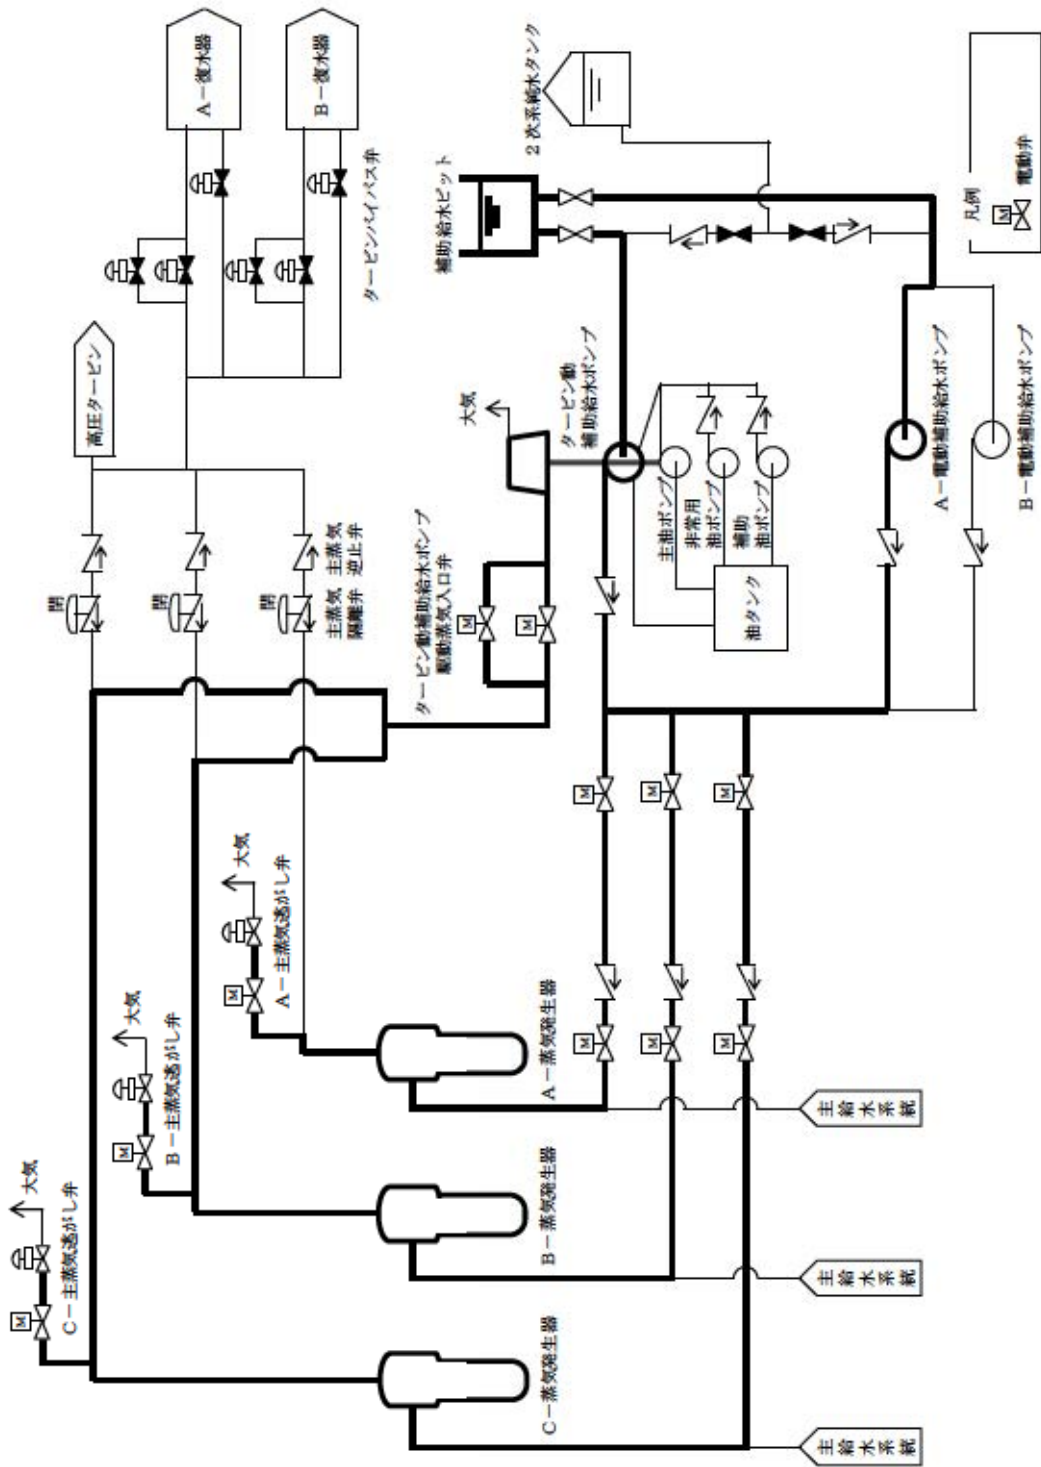 A－復水器
B－復水器
タービンバイパス弁
高圧タービン
2次系純水タンク
補助給水ピット
凡例
M
電動弁
大気
タービン動
補助給水ポンプ
閉
閉
閉
主蒸気
隔離弁
主蒸気
逆止弁
タービン動補助給水ポンプ
駆動蒸気入口弁
M
M
主油ポンプ
非常用
油ポンプ
補助
油ポンプ
油タンク
A－電動補助給水ポンプ
B－電動補助給水ポンプ
大気
M
A－主蒸気逃がし弁
大気
M
B－主蒸気逃がし弁
大気
M
C－主蒸気逃がし弁
M
M
M
M
M
M
A－蒸気発生器
B－蒸気発生器
C－蒸気発生器
主給水系統
主給水系統
主給水系統